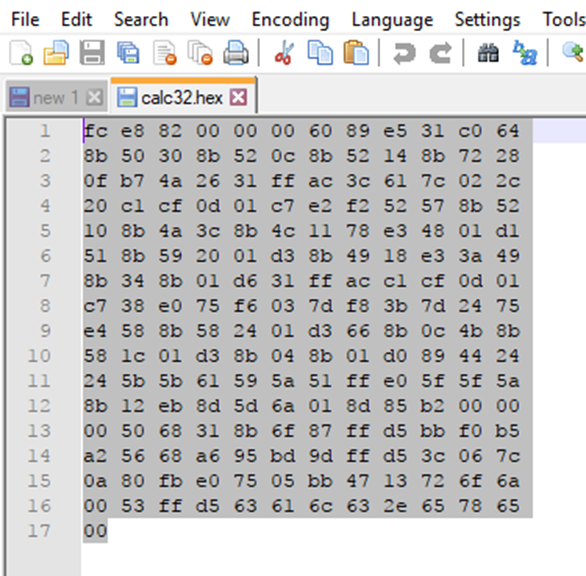 File Edit Search View Encoding Language Settings Tools
new 1 calc32.hex
1 fc e8 82 00 00 00 60 89 e5 31 c0 64
2 8b 50 30 8b 52 0c 8b 52 14 8b 72 28
3 0f b7 4a 26 31 ff ac 3c 61 7c 02 2c
4 20 c1 cf 0d 01 c7 e2 f2 52 57 8b 52
5 10 8b 4a 3c 8b 4c 11 78 e3 48 01 d1
6 51 8b 59 20 01 d3 8b 49 18 e3 3a 49
7 8b 34 8b 01 d6 31 ff ac c1 cf 0d 01
8 c7 38 e0 75 f6 03 7d f8 3b 7d 24 75
9 e4 58 8b 58 24 01 d3 66 8b 0c 4b 8b
10 58 1c 01 d3 8b 04 8b 01 d0 89 44 24
11 24 5b 5b 61 59 5a 51 ff e0 5f 5f 5a
12 8b 12 eb 8d 5d 6a 01 8d 85 b2 00 00
13 00 50 68 31 8b 6f 87 ff d5 bb f0 b5
14 a2 56 68 a6 95 bd 9d ff d5 3c 06 7c
15 0a 80 fb e0 75 05 bb 47 13 72 6f 6a
16 00 53 ff d5 63 61 6c 63 2e 65 78 65
17 00